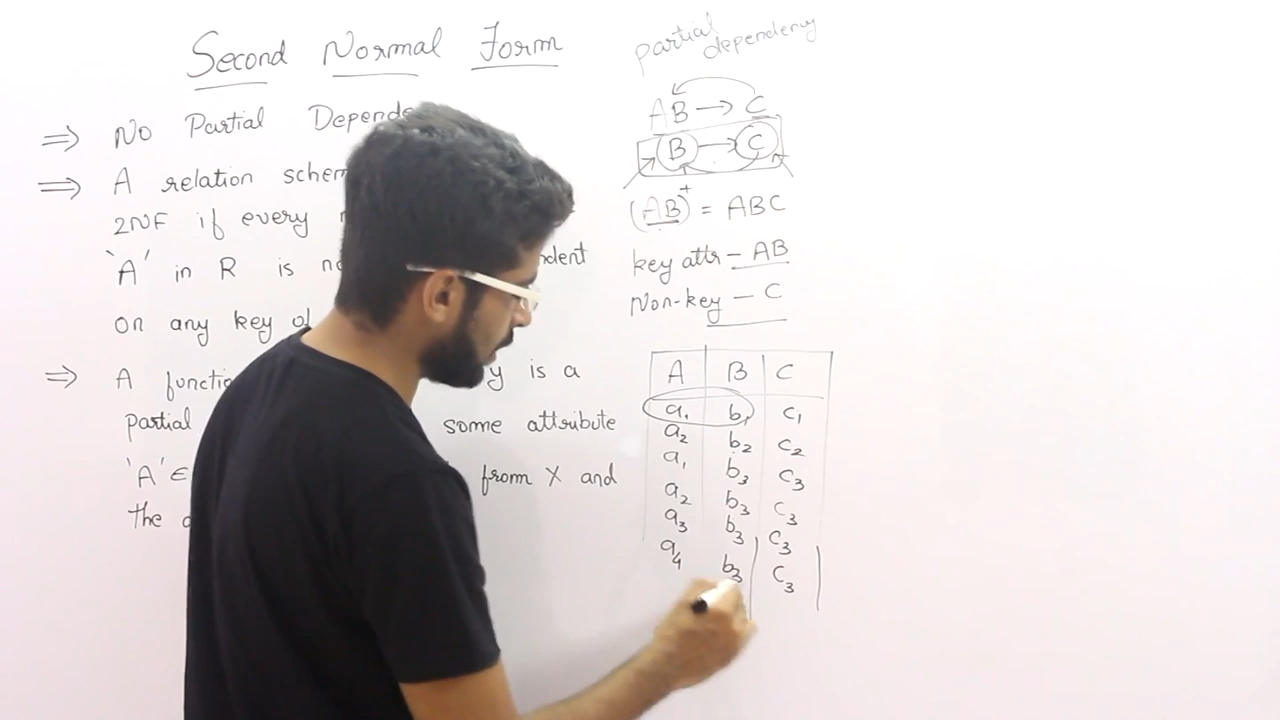 Second Normal Form
⇒ No Partial Depende
⇒ A relation schem
2NF if every
'A' in R is no ndent
on any key of
⇒ A functio y is a
partial some attribute
'A' ∈ from X and
the
partial dependency
AB → C
B → C
(AB)⁺ = ABC
key attr - AB
Non-key - C
A B C
a₁ b₁ c₁
a₂ b₂ c₂
a₁ b₃ c₃
a₂ b₃ c₃
a₃ b₃ c₃
a₄ b₃ c₃